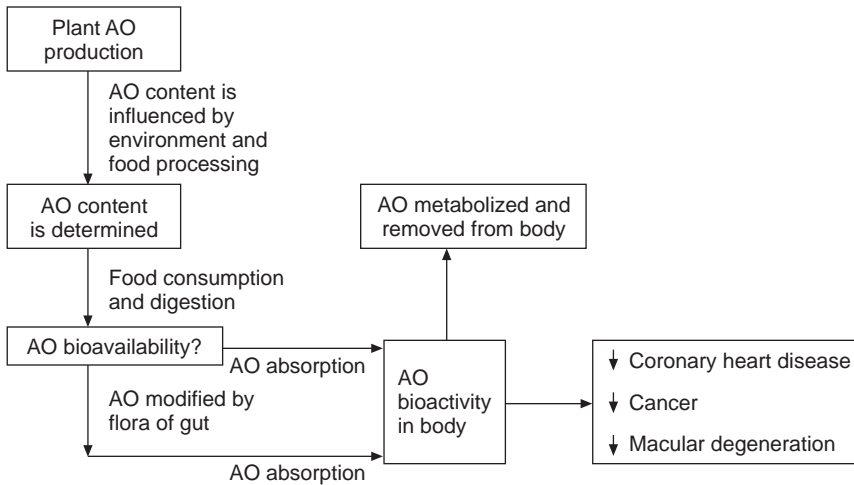 Plant AO
production
AO content is
influenced by
environment and
food processing
AO content
is determined
AO metabolized and
removed from body
Food consumption
and digestion
AO bioavailability?
AO absorption
AO modified by
flora of gut
AO absorption
AO
bioactivity
in body
Coronary heart disease
Cancer
Macular degeneration